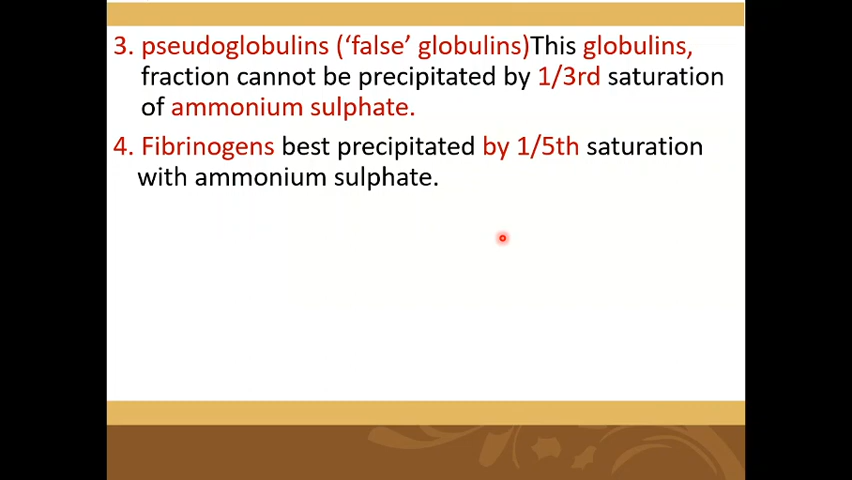 3. pseudoglobulins (‘false’ globulins)This globulins,
fraction cannot be precipitated by 1/3rd saturation
of ammonium sulphate.
4. Fibrinogens best precipitated by 1/5th saturation
with ammonium sulphate.